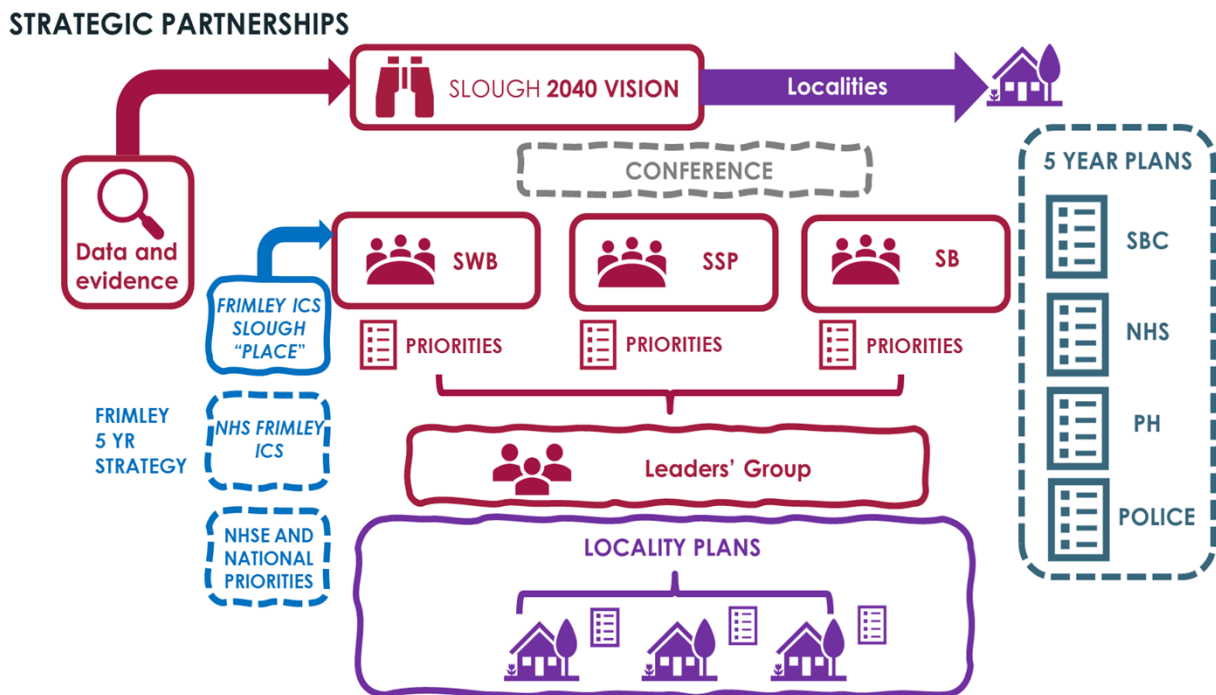 STRATEGIC PARTNERSHIPS
SLOUGH 2040 VISION
Localities
CONFERENCE
5 YEAR PLANS
Data and
evidence
SWB
SSP
SB
SBC
FRIMLEY ICS
SLOUGH
“PLACE”
PRIORITIES
PRIORITIES
PRIORITIES
NHS
FRIMLEY
5 YR
STRATEGY
NHS FRIMLEY
ICS
Leaders’ Group
PH
NHSE AND
NATIONAL
PRIORITIES
LOCALITY PLANS
POLICE